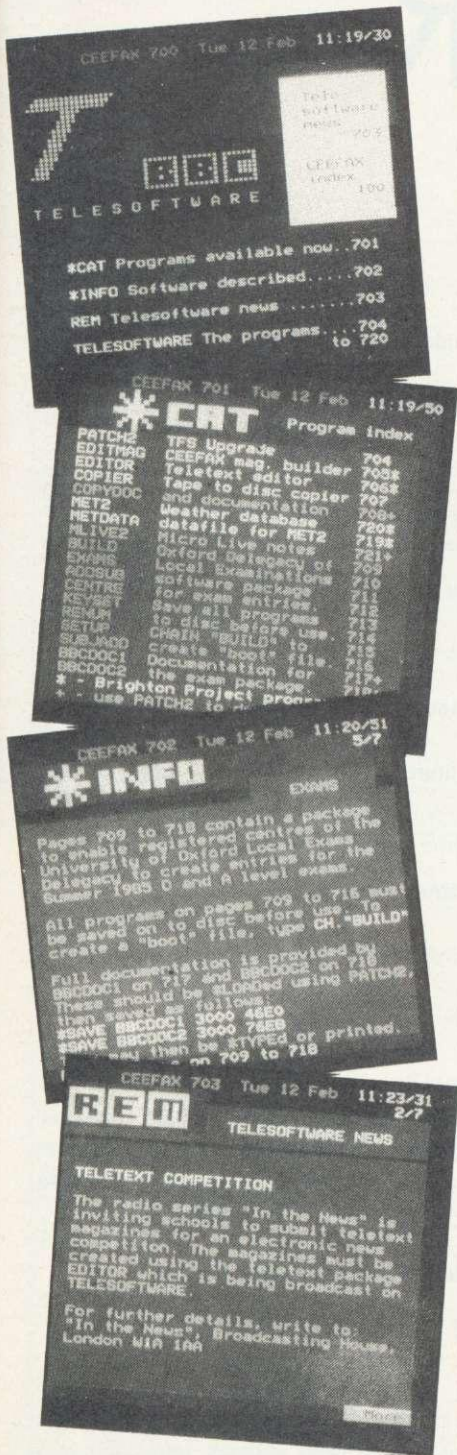 CEEFAX 700 Tue 12 Feb 11:19/30
Tele
software
news
703
CEEFAX
index
100
T
BBC
TELESOFTWARE
*CAT Programs available now..701
*INFO Software described.....702
REM Telesoftware news .......703
TELESOFTWARE The programs....704
to 720
CEEFAX 701 Tue 12 Feb 11:19/50
*CAT Program index
PATCH2 TFS Upgrade 704
EDITMAG CEEFAX mag. builder
EDITOR Teletext editor
COPIER Tape to disc copier 707
COPYDOC and documentation
MET2 Weather database
METDATA datafile for MET2
MLIVE2 Micro Live notes
BUILD Oxford Delegacy of 709
EXAMS Local Examinations 710
ADDSUB software package 711
CENTRE for exam entries. 712
KEYSET Save all programs 713
RENUM to disc before use. 714
SETUP CHAIN "BUILD" to 715
SUBJADD create "boot" file. 716
BBCDOC1 Documentation for 717+
BBCDOC2 the exam package.
* - Brighton Project
+ - use PATCH2 to
CEEFAX 702 Tue 12 Feb 11:20/51
5/7
*INFO
EXAMS
Pages 709 to 718 contain a package
to enable registered centres of the
University of Oxford Local Exams
Delegacy to create entries for the
Summer 1985 O and A level exams.
All programs on pages 709 to 716 must
be saved on to disc before use. To
create a "boot" file, type CH."BUILD"
Full documentation is provided by
BBCDOC1 on 717 and BBCDOC2 on 718
These should be *LOADed using PATCH2,
then saved as follows:
*SAVE BBCDOC1 3000 46E0
*SAVE BBCDOC2 3000 76EB
may then be *TYPEd or printed.
on 709 to 718
CEEFAX 703 Tue 12 Feb 11:23/31
2/7
REM
TELESOFTWARE NEWS
TELETEXT COMPETITION
The radio series "In the News" is
inviting schools to submit teletext
magazines for an electronic news
competiton. The magazines must be
created using the teletext package
EDITOR which is being broadcast on
TELESOFTWARE.
For further details, write to:
"In the News", Broadcasting House,
London W1A 1AA
More